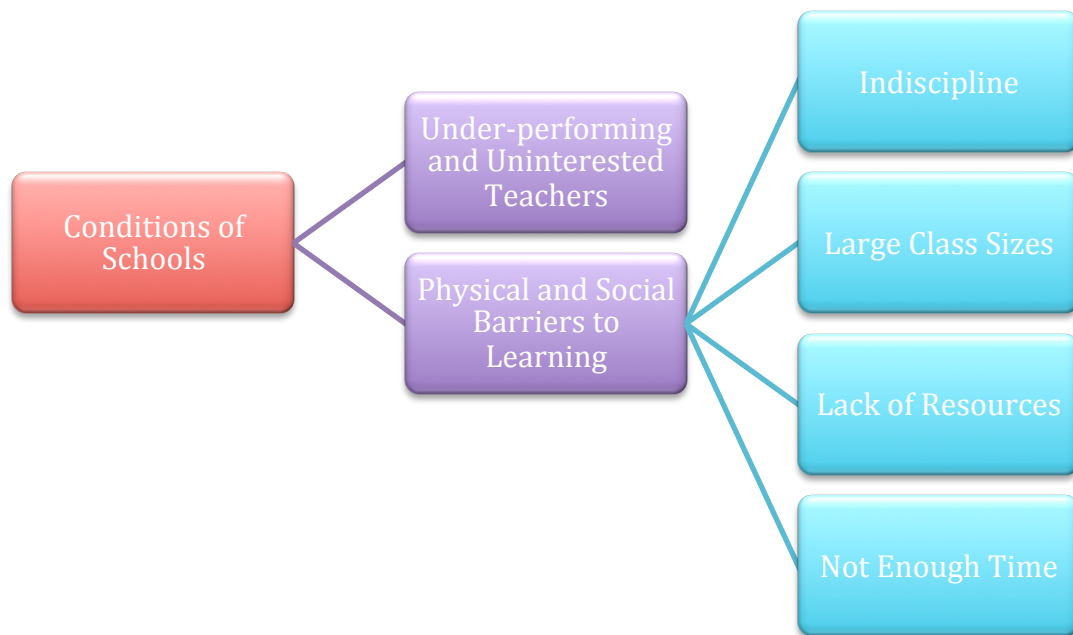 Conditions of
Schools
Under-performing
and Uninterested
Teachers
Physical and Social
Barriers to
Learning
Indiscipline
Large Class Sizes
Lack of Resources
Not Enough Time